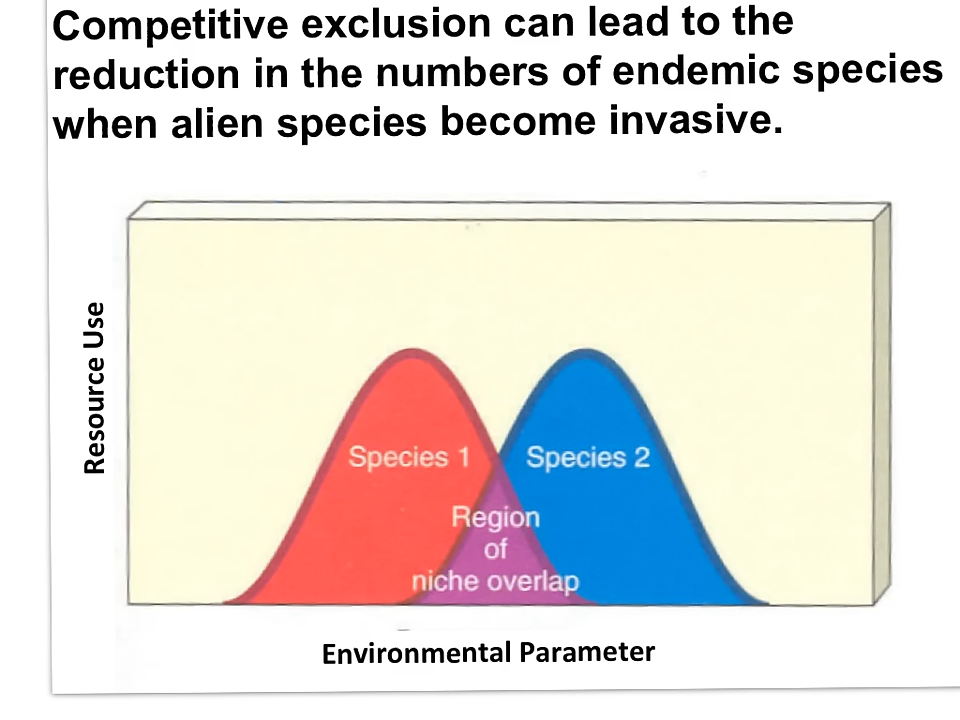 Competitive exclusion can lead to the
reduction in the numbers of endemic species
when alien species become invasive.
Resource Use
Species 1
Species 2
Region
of
niche overlap
Environmental Parameter